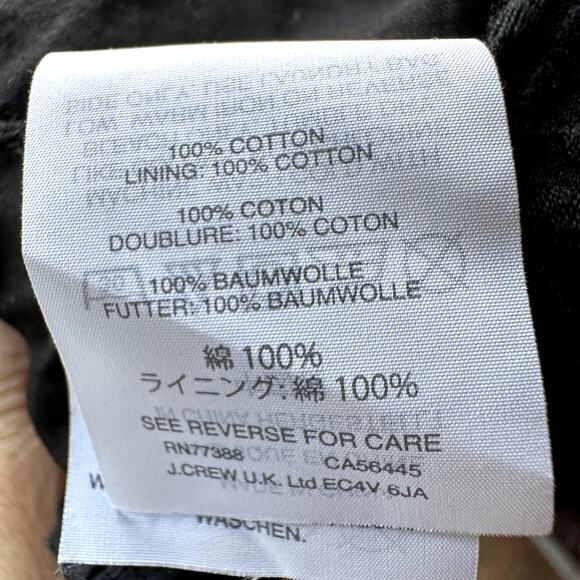 100% COTTON
LINING: 100% COTTON
100% COTON
DOUBLURE: 100% COTON
100% BAUMWOLLE
FUTTER: 100% BAUMWOLLE
綿 100%
ライニング: 綿 100%
SEE REVERSE FOR CARE
RN77388 CA56445
J.CREW U.K. Ltd EC4V 6JA
WASCHEN.